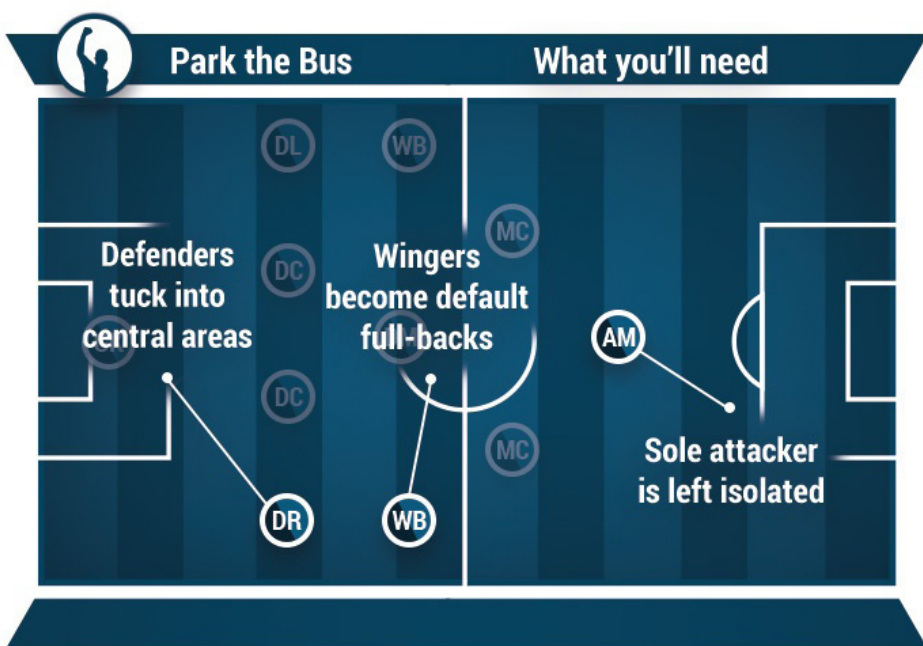 Park the Bus
What you'll need
DL
WB
MC
Defenders
tuck into
central areas
DC
Wingers
become default
full-backs
AM
DC
MC
Sole attacker
is left isolated
DR
WB